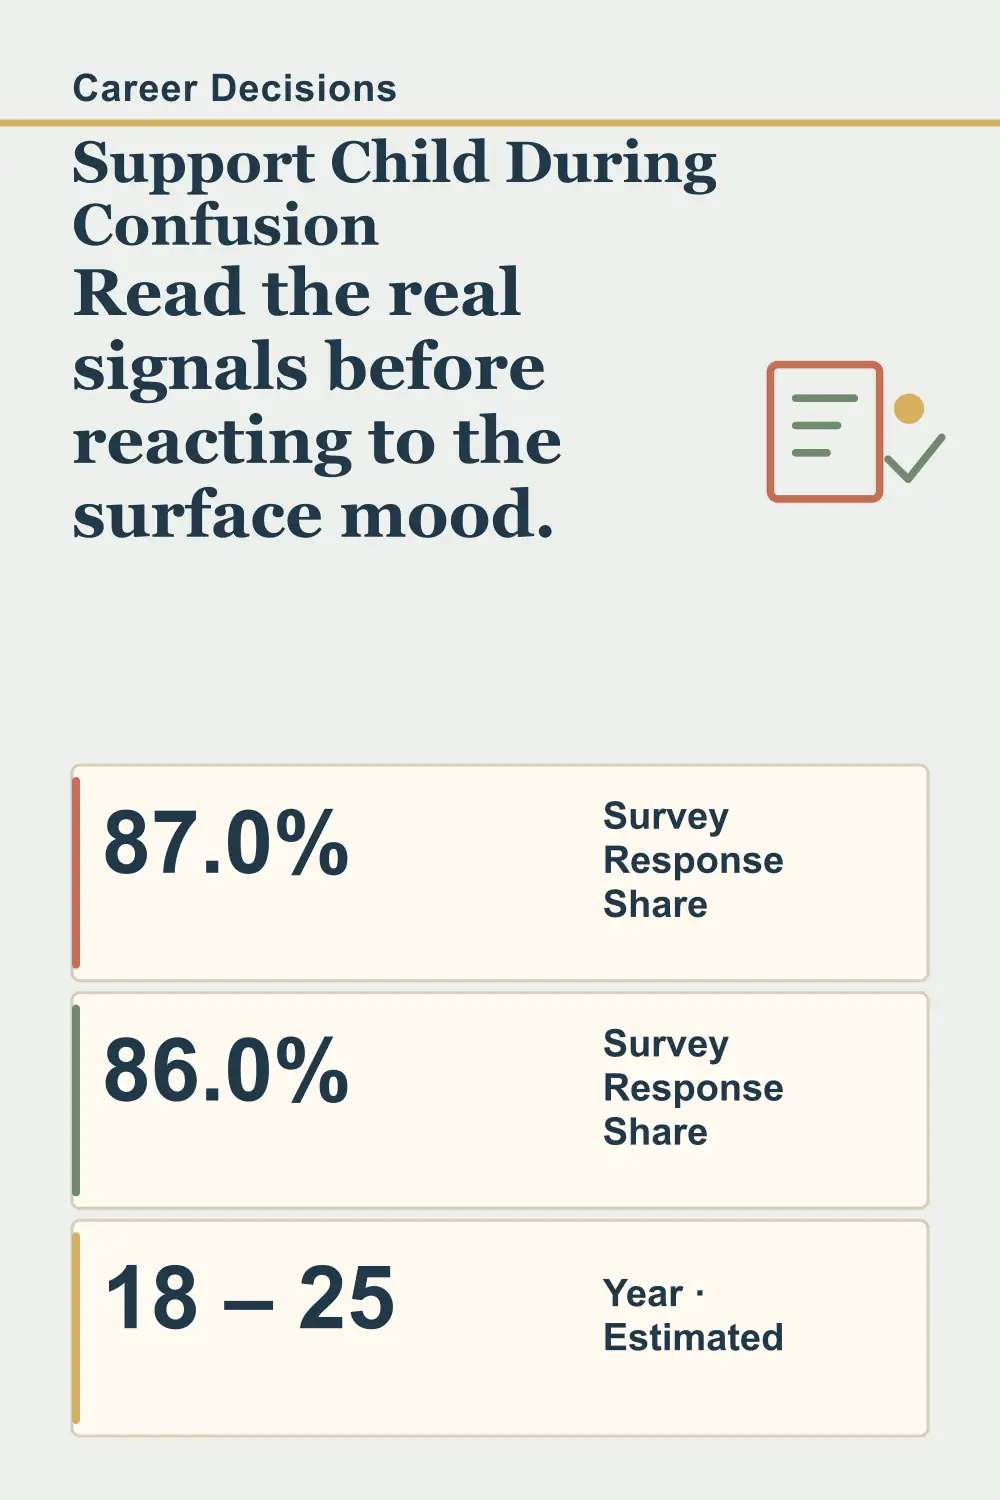 Career Decisions
Support Child During
Confusion
Read the real
signals before
reacting to the
surface mood.
87.0%
Survey
Response
Share
86.0%
Survey
Response
Share
18 – 25
Year ·
Estimated